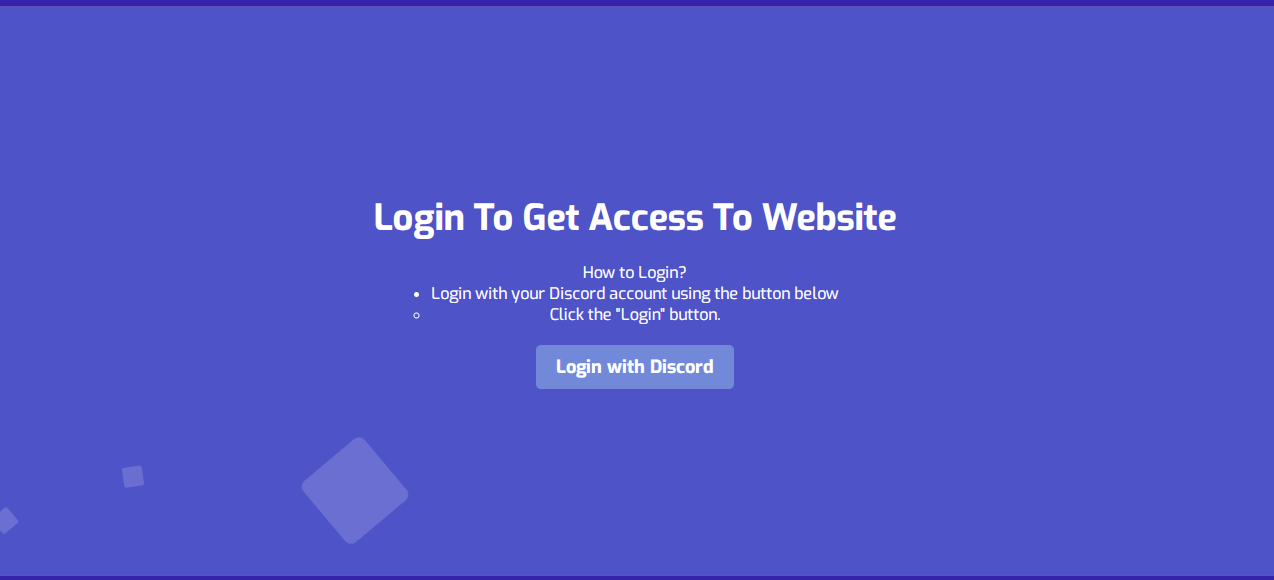 Login To Get Access To Website
How to Login?
Login with your Discord account using the button below
Click the "Login" button.
Login with Discord